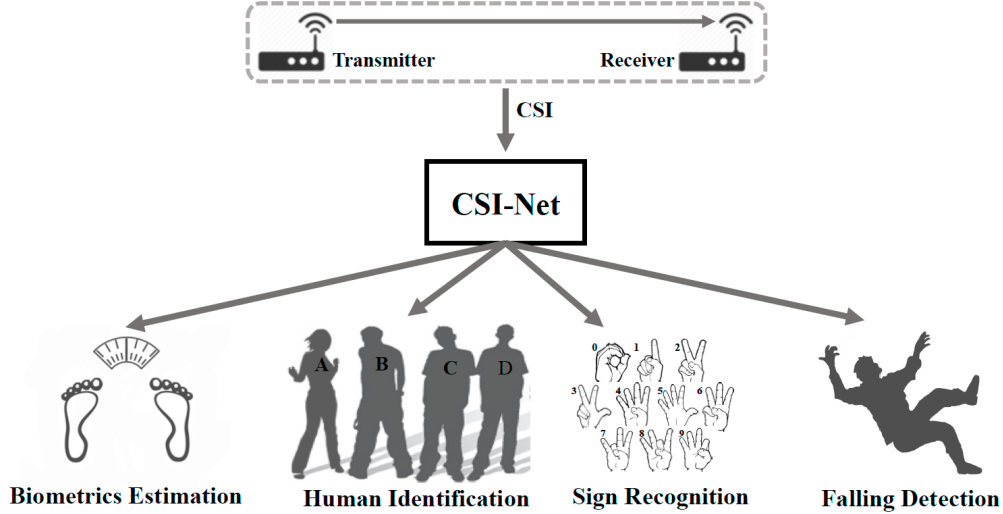 Transmitter
Receiver
CSI
CSI-Net
A
B
C
D
0 1 2
3 4 5 6
7 8 9
Biometrics Estimation
Human Identification
Sign Recognition
Falling Detection